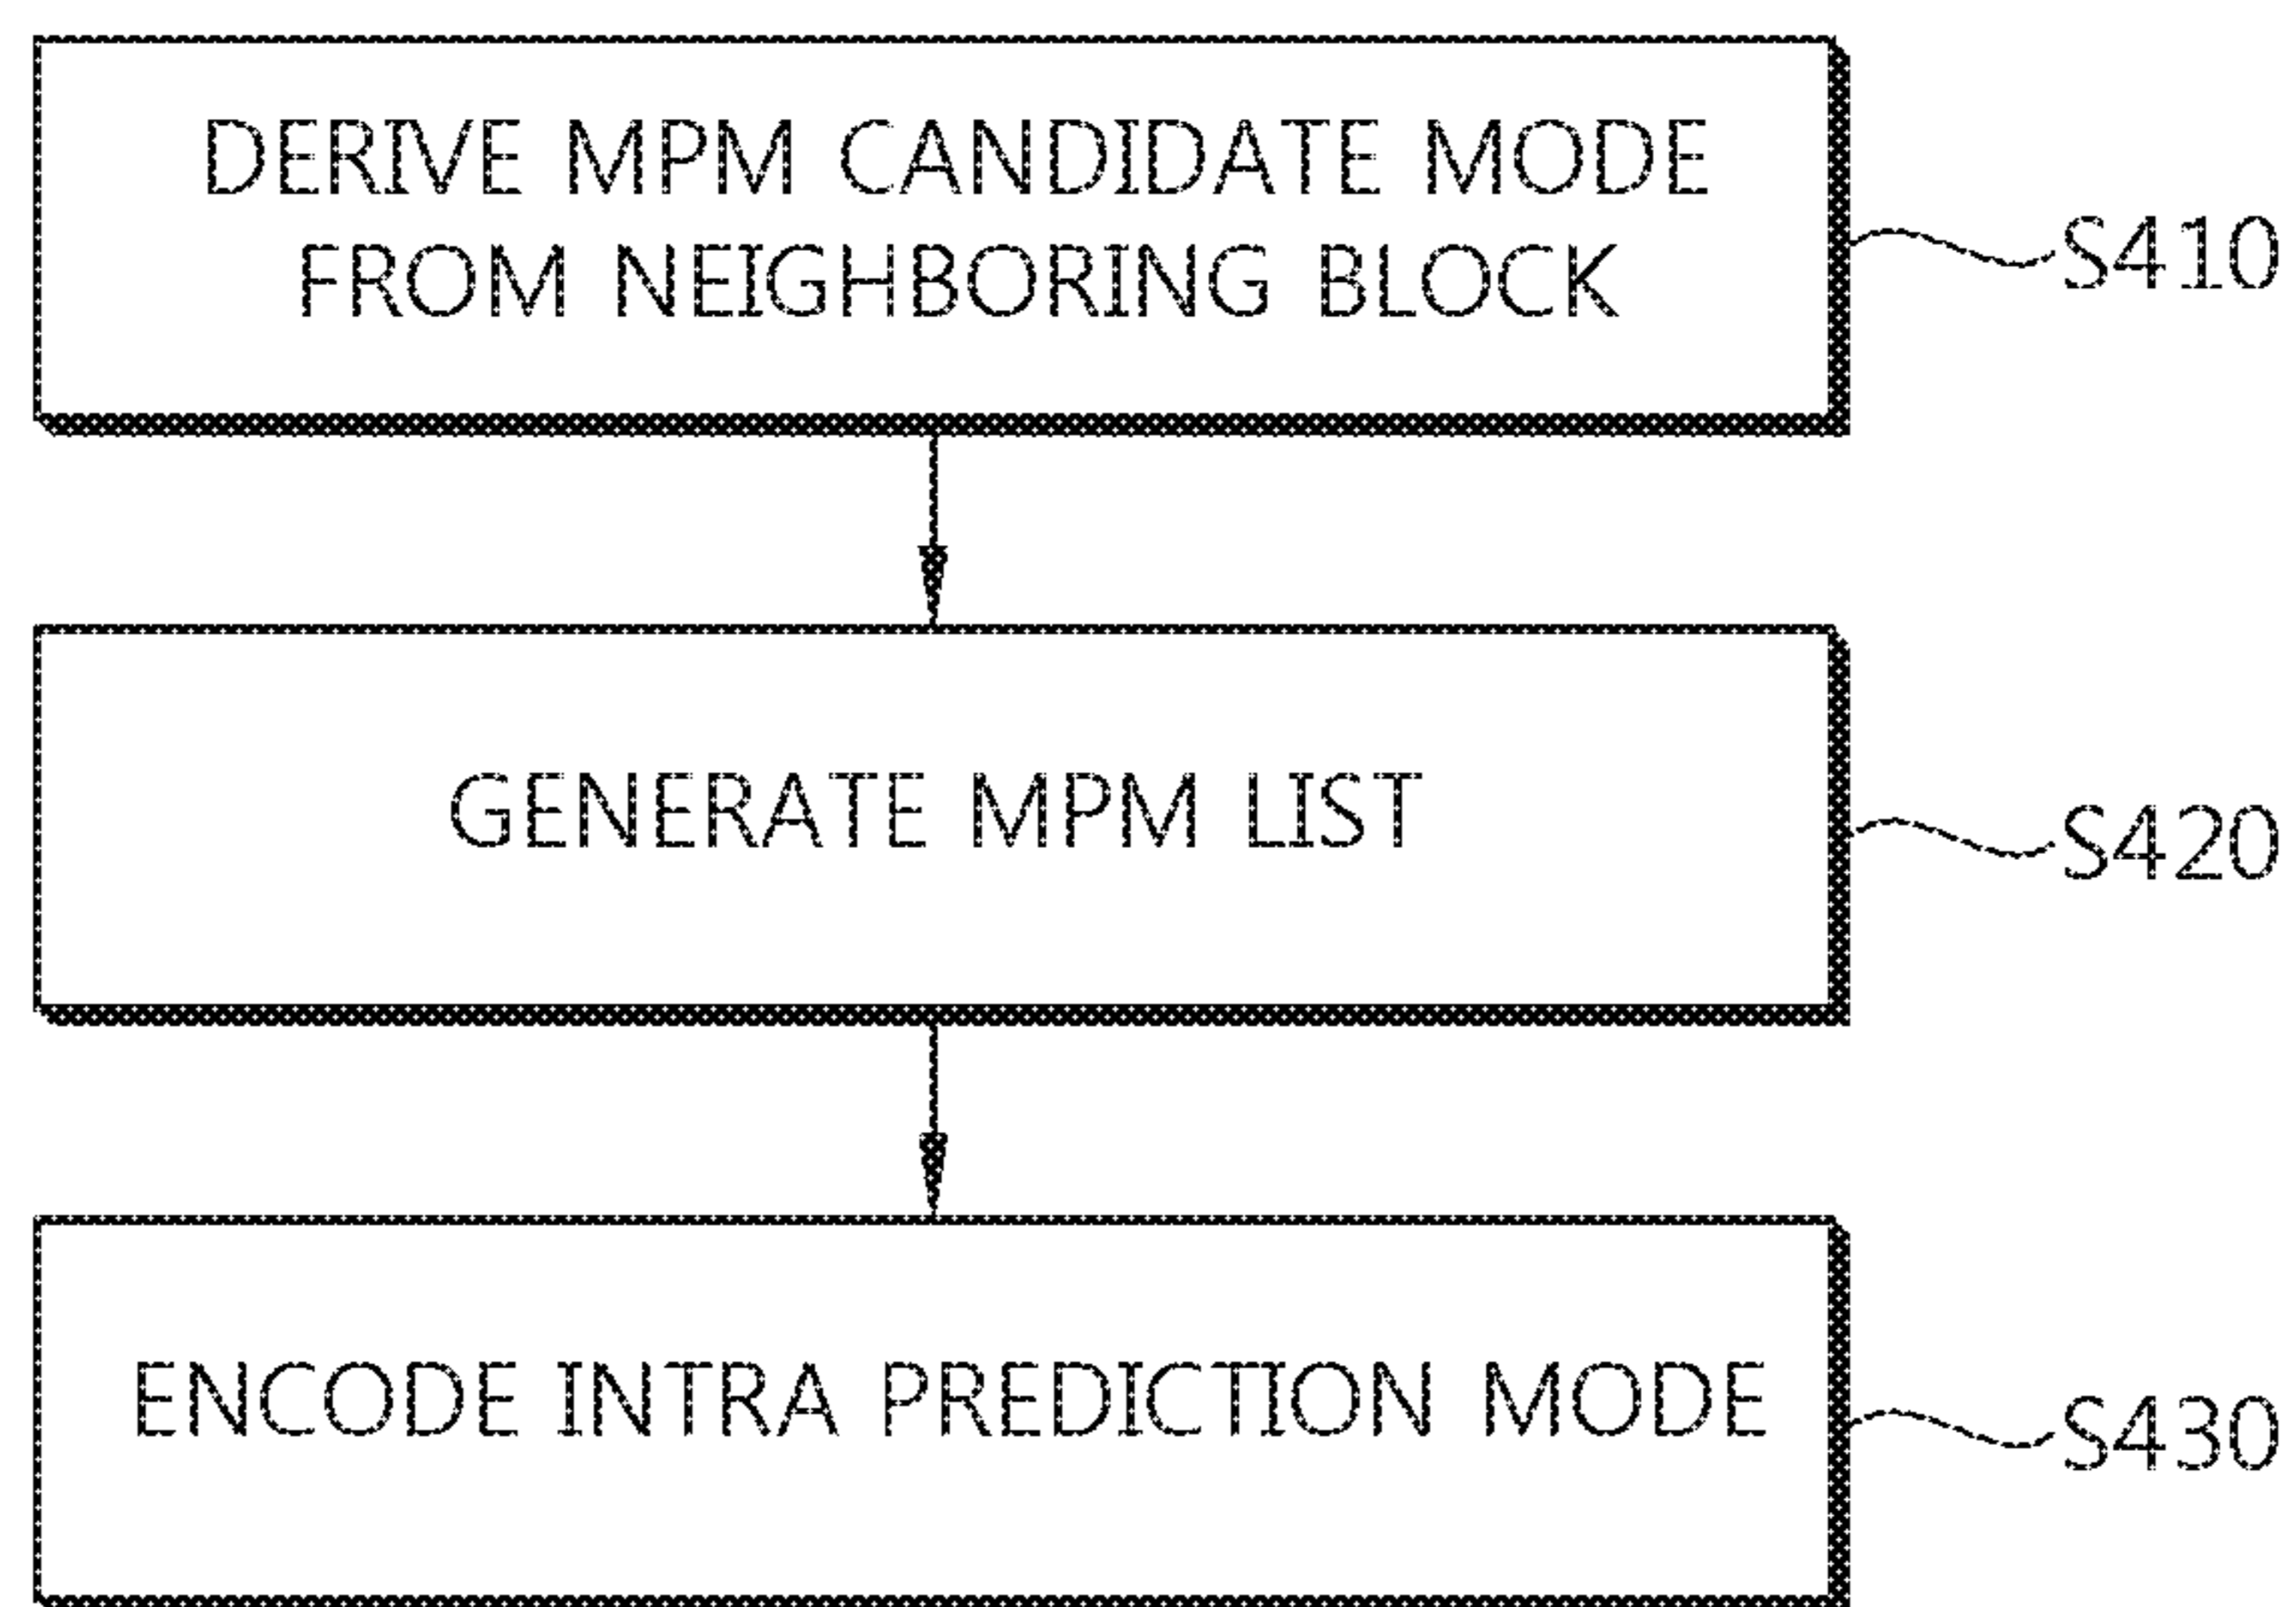 DERIVE MPM CANDIDATE MODE
FROM NEIGHBORING BLOCK
S410
GENERATE MPM LIST
S420
ENCODE INTRA PREDICTION MODE
S430